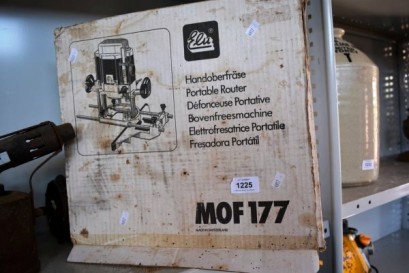 Elu
Handoberfräse
Portable Router
Défonceuse Portative
Bovenfreesmachine
Elettrofresatrice Portatile
Fresadora Portátil
1225
MOF 177